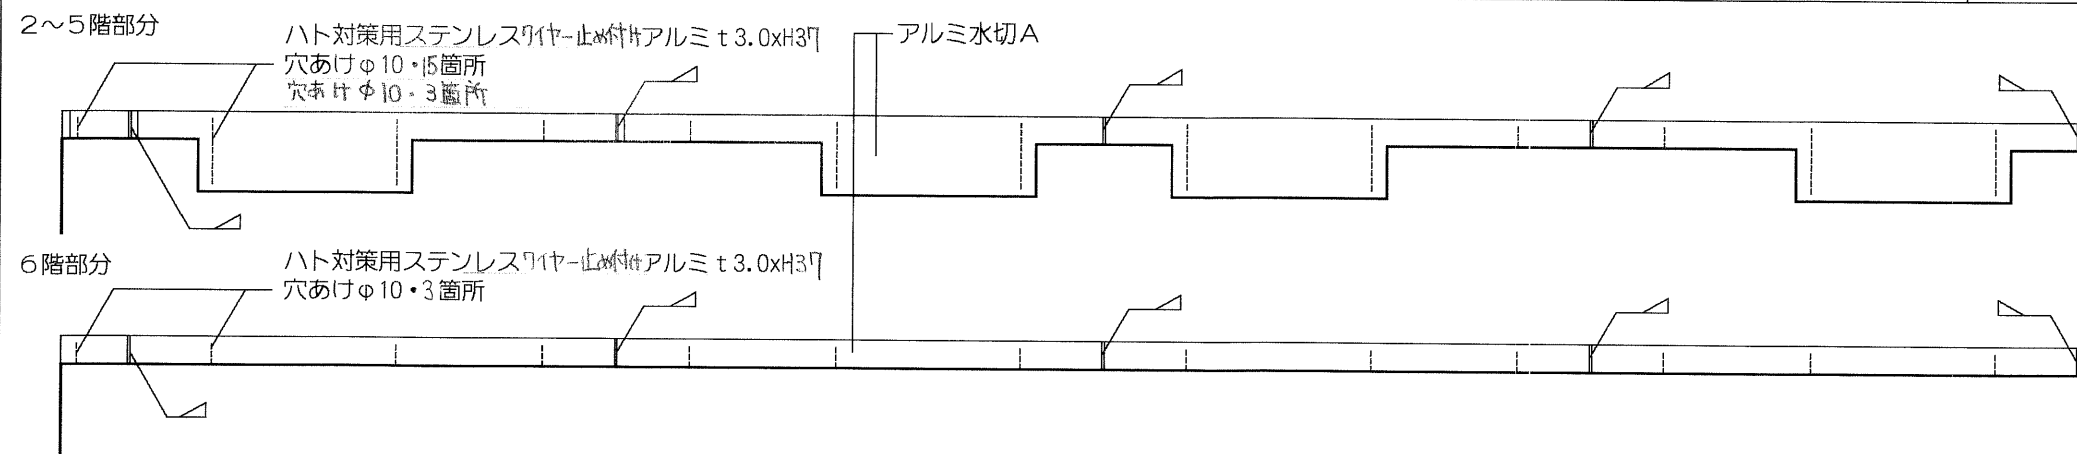 2～5階部分
ハト対策用ステンレスワイヤー止め付けアルミt3.0xH37
穴あけφ10・15箇所
穴あけφ10・3箇所
アルミ水切A
6階部分
ハト対策用ステンレスワイヤー止め付けアルミt3.0xH37
穴あけφ10・3箇所